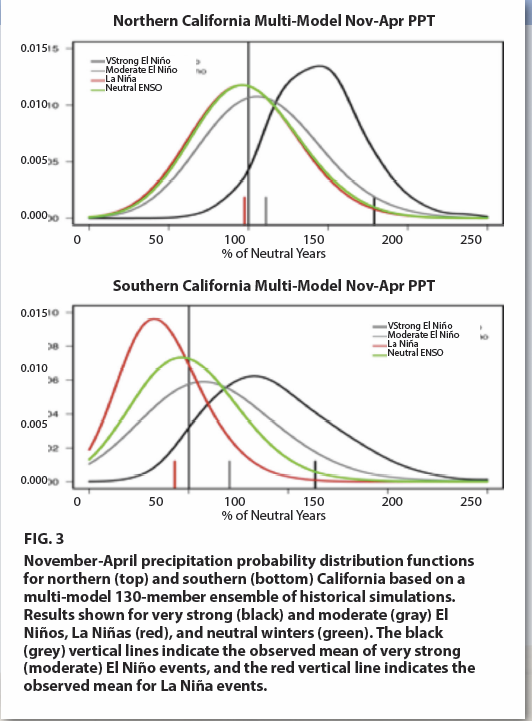 Northern California Multi-Model Nov-Apr PPT
0.015
VStrong El Niño
Moderate El Niño
La Niña
Neutral ENSO
0.010
0.005
0.000
0 50 100 150 200 250
% of Neutral Years
Southern California Multi-Model Nov-Apr PPT
0.015
VStrong El Niño
Moderate El Niño
La Niña
Neutral ENSO
0.010
0.005
0.000
0 50 100 150 200 250
% of Neutral Years
FIG. 3
November-April precipitation probability distribution functions
for northern (top) and southern (bottom) California based on a
multi-model 130-member ensemble of historical simulations.
Results shown for very strong (black) and moderate (gray) El
Niños, La Niñas (red), and neutral winters (green). The black
(grey) vertical lines indicate the observed mean of very strong
(moderate) El Niño events, and the red vertical line indicates the
observed mean for La Niña events.